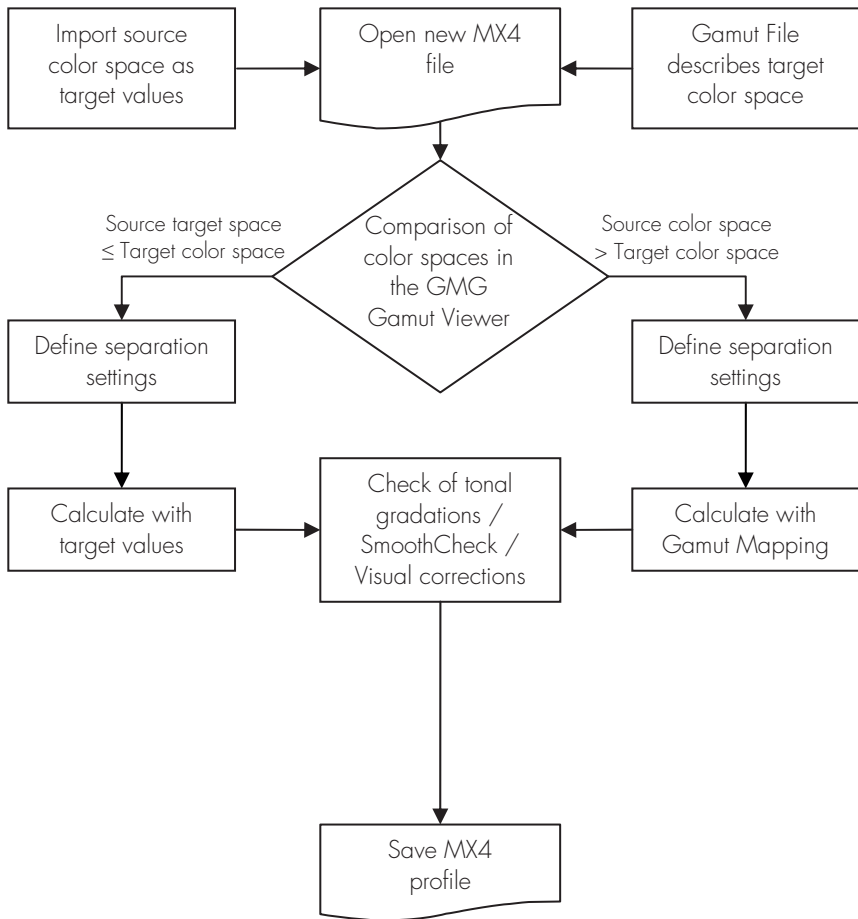 Import source
color space as
target values
Open new MX4
file
Gamut File
describes target
color space
Source target space
≤ Target color space
Comparison of
color spaces in
the GMG
Gamut Viewer
Source color space
> Target color space
Define separation
settings
Define separation
settings
Calculate with
target values
Check of tonal
gradations /
SmoothCheck /
Visual corrections
Calculate with
Gamut Mapping
Save MX4
profile